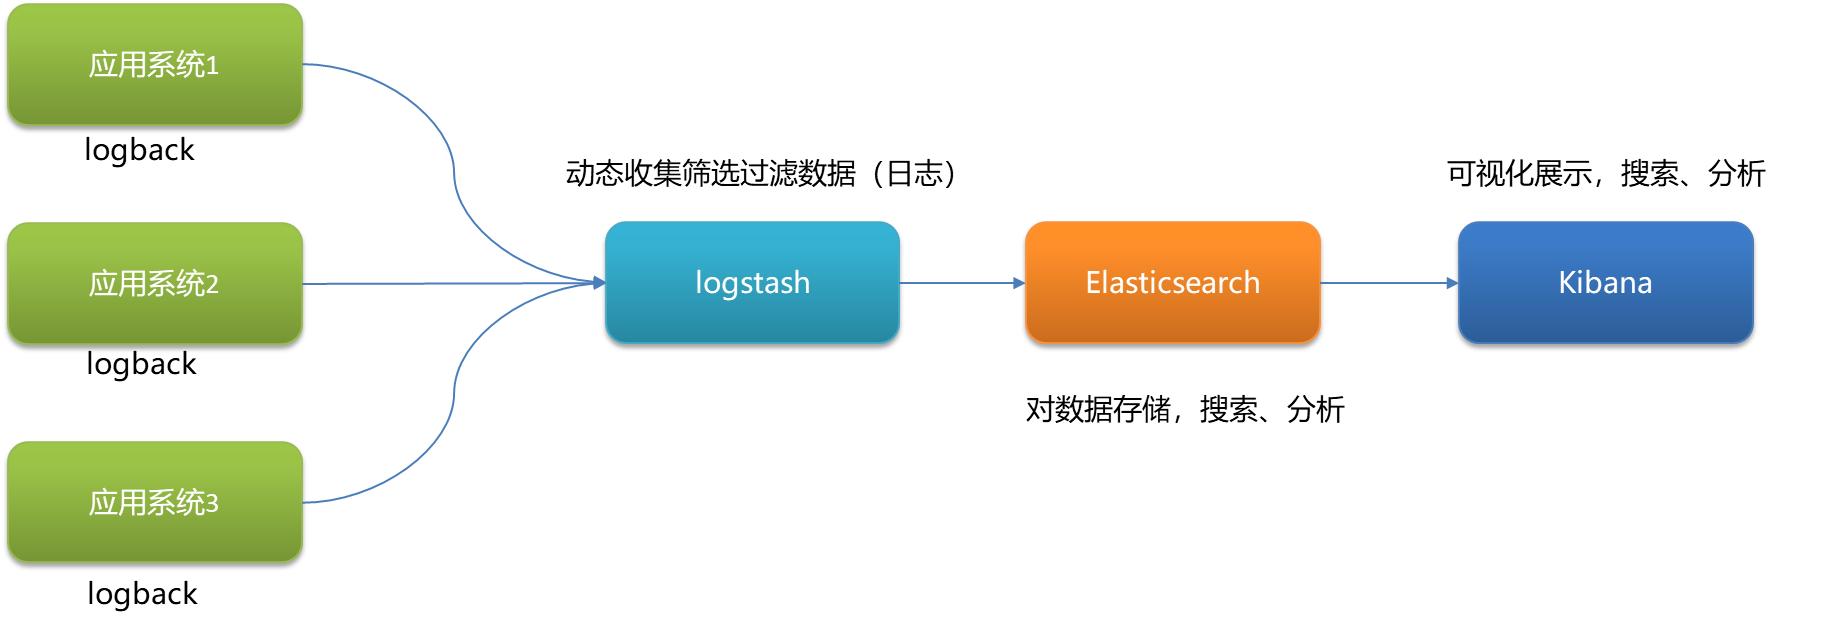 应用系统1
logback
应用系统2
logback
应用系统3
logback
动态收集筛选过滤数据（日志）
logstash
Elasticsearch
对数据存储，搜索、分析
可视化展示，搜索、分析
Kibana